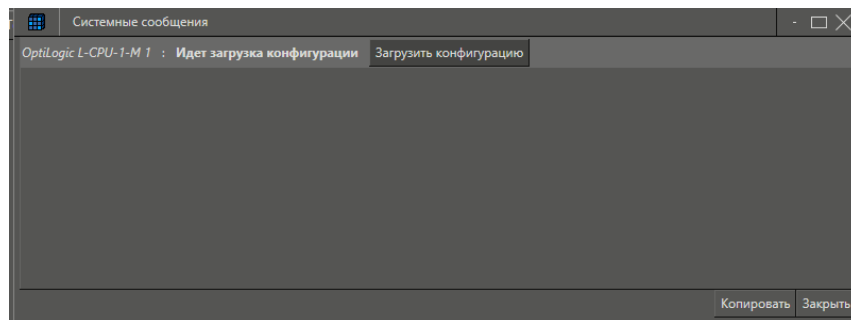 Системные сообщения
OptiLogic L-CPU-1-M 1 : Идет загрузка конфигурации Загрузить конфигурацию
Копировать Закрыть